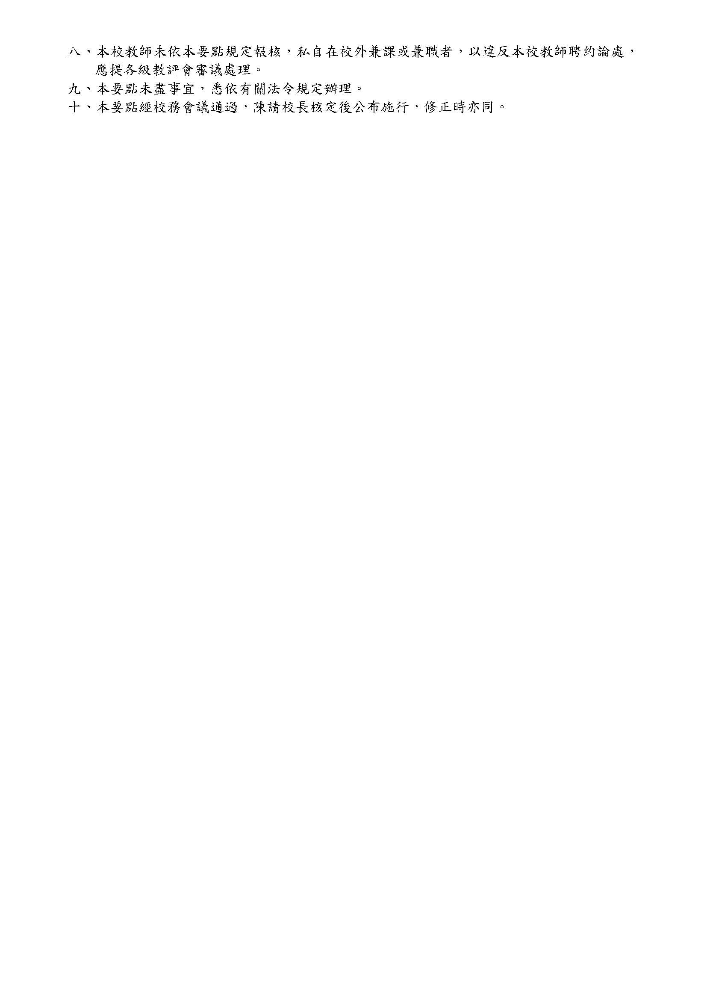 八、本校教師未依本要點規定報核，私自在校外兼課或兼職者，以違反本校教師聘約論處，
應提各級教評會審議處理。
九、本要點未盡事宜，悉依有關法令規定辦理。
十、本要點經校務會議通過，陳請校長核定後公布施行，修正時亦同。